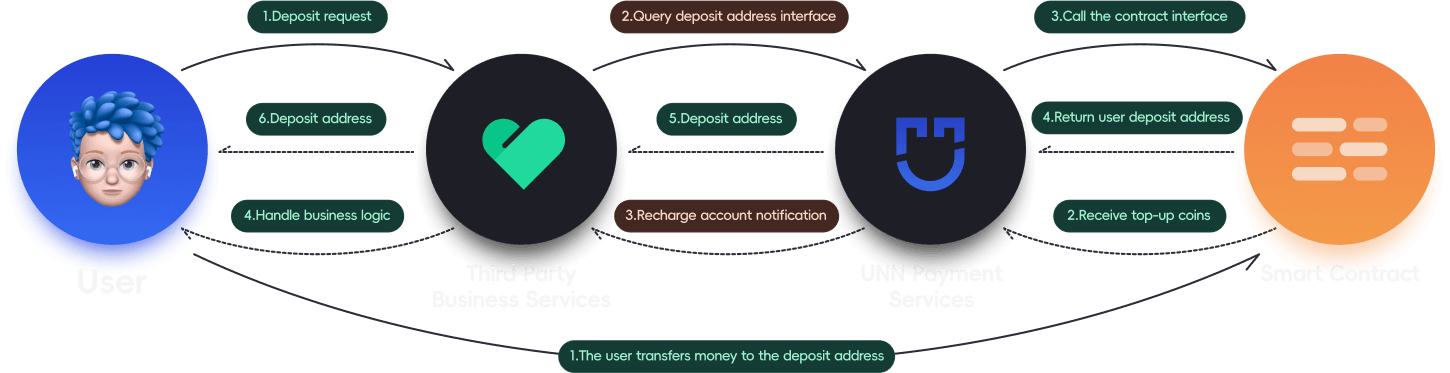 1.Deposit request
2.Query deposit address interface
3.Call the contract interface
6.Deposit address
5.Deposit address
4.Return user deposit address
4.Handle business logic
3.Recharge account notification
2.Receive top-up coins
User
Third Party
Business Services
UNN Payment
Services
Smart Contract
1.The user transfers money to the deposit address